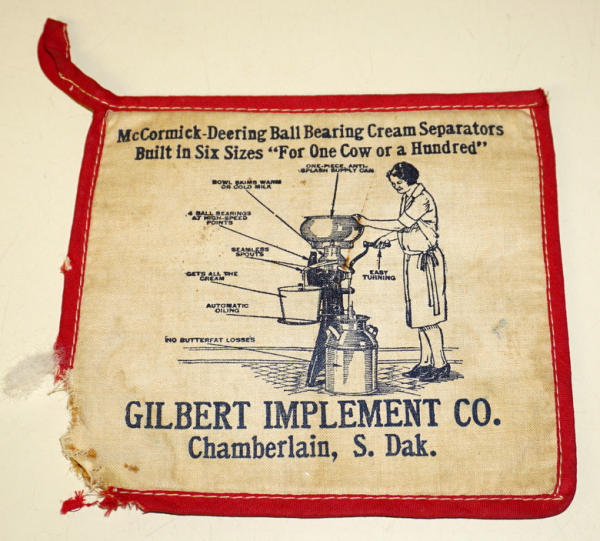 McCormick-Deering Ball Bearing Cream Separators
Built in Six Sizes "For One Cow or a Hundred"
ONE-PIECE, ANTI-
SPLASH SUPPLY CAN
BOWL SKIMS WARM
OR COLD MILK
4 BALL BEARINGS
AT HIGH-SPEED
POINTS
SEAMLESS
SPOUTS
EASY
TURNING
GETS ALL THE
CREAM
AUTOMATIC
OILING
NO BUTTERFAT LOSSES
GILBERT IMPLEMENT CO.
Chamberlain, S. Dak.